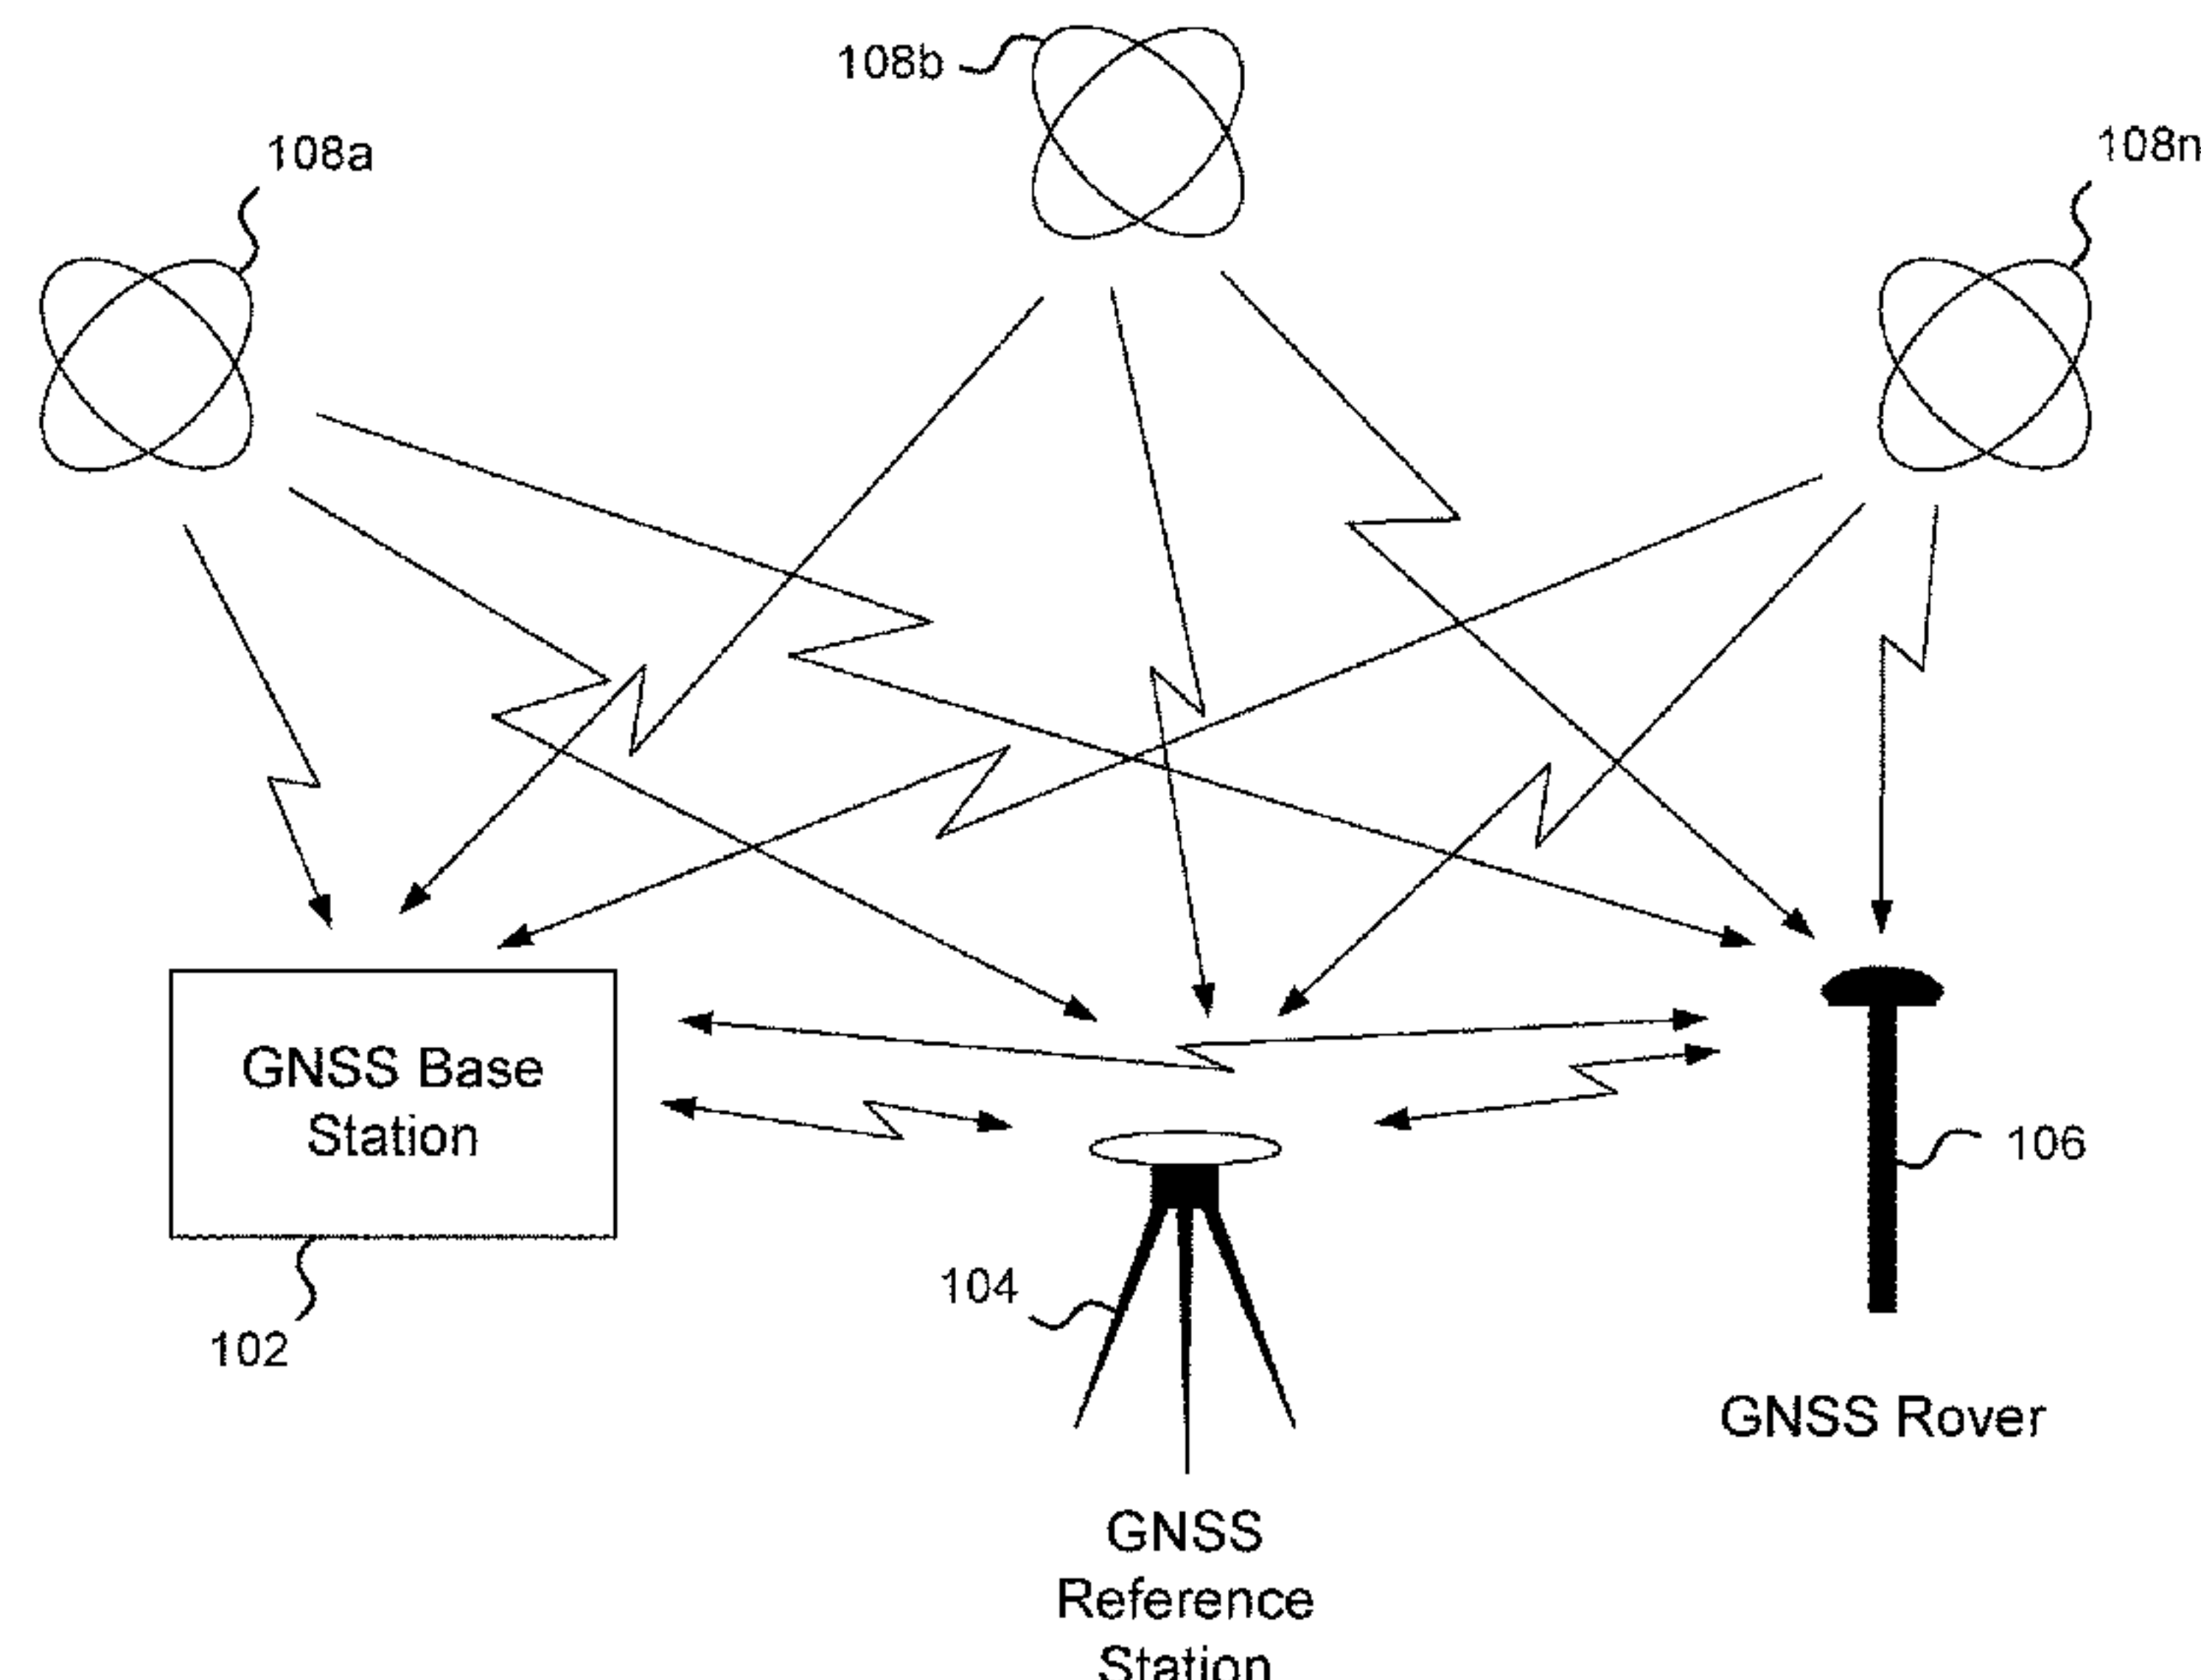 108b
108a
108n
GNSS Base
Station
106
104
102
GNSS Rover
GNSS
Reference
Station